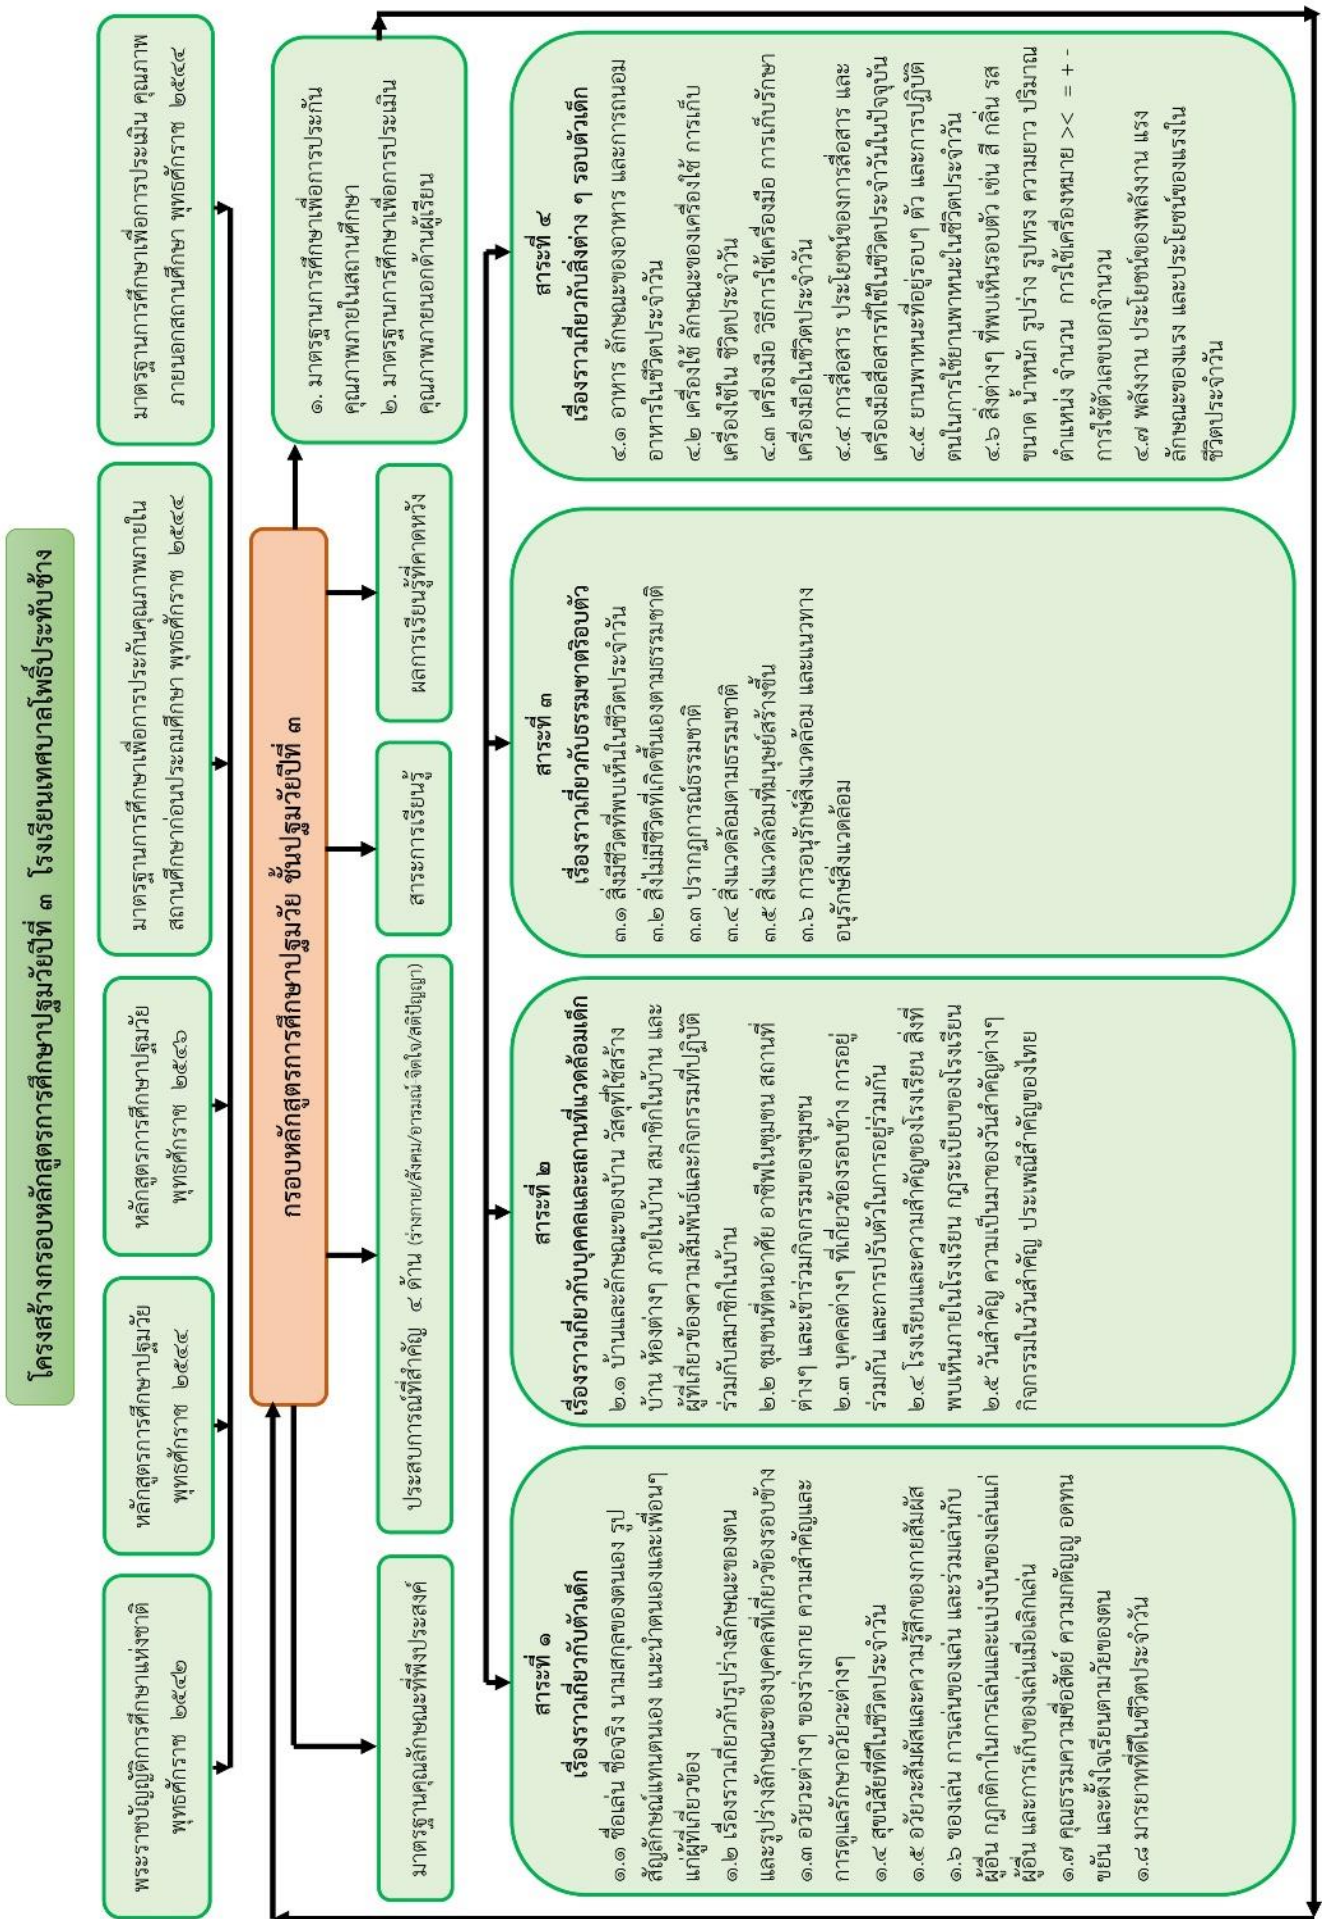 โครงสร้างกรอบหลักสูตรการศึกษาปฐมวัยปีที่ ๓ โรงเรียนเทศบาลโพธิ์ประทับช้าง
พระราชบัญญัติการศึกษาแห่งชาติ
พุทธศักราช ๒๕๔๒
หลักสูตรการศึกษาปฐมวัย
พุทธศักราช ๒๕๔๔
หลักสูตรการศึกษาปฐมวัย
พุทธศักราช ๒๕๔๖
มาตรฐานการศึกษาเพื่อการประกันคุณภาพภายใน
สถานศึกษาก่อนประถมศึกษา พุทธศักราช ๒๕๔๔
มาตรฐานการศึกษาเพื่อการประเมิน คุณภาพ
ภายนอกสถานศึกษา พุทธศักราช ๒๕๔๔
กรอบหลักสูตรการศึกษาปฐมวัย ชั้นปฐมวัยปีที่ ๓
มาตรฐานคุณลักษณะที่พึงประสงค์
ประสบการณ์ที่สำคัญ ๔ ด้าน (ร่างกาย/สังคม/อารมณ์ จิตใจ/สติปัญญา)
สาระการเรียนรู้
ผลการเรียนรู้ที่คาดหวัง
๑. มาตรฐานการศึกษาเพื่อการประกัน
คุณภาพภายในสถานศึกษา
๒. มาตรฐานการศึกษาเพื่อการประเมิน
คุณภาพภายนอกด้านผู้เรียน
สาระที่ ๑
เรื่องราวเกี่ยวกับตัวเด็ก
๑.๑ ชื่อเล่น ชื่อจริง นามสกุลของตนเอง รูป
สัญลักษณ์แทนตนเอง แนะนำตนเองและเพื่อนๆ
แก่ผู้ที่เกี่ยวข้อง
๑.๒ เรื่องราวเกี่ยวกับรูปร่างลักษณะของตน
และรูปร่างลักษณะของบุคคลที่เกี่ยวข้องรอบข้าง
๑.๓ อวัยวะต่างๆ ของร่างกาย ความสำคัญและ
การดูแลรักษาอวัยวะต่างๆ
๑.๔ สุขนิสัยที่ดีในชีวิตประจำวัน
๑.๕ อวัยวะสัมผัสและความรู้สึกของกายสัมผัส
๑.๖ ของเล่น การเล่นของเล่น และร่วมเล่นกับ
ผู้อื่น กฎกติกาในการเล่นและแบ่งบันของเล่นแก่
ผู้อื่น และการเก็บของเล่นเมื่อเลิกเล่น
๑.๗ คุณธรรมความซื่อสัตย์ ความกตัญญู อดทน
ขยัน และตั้งใจเรียนตามวัยของตน
๑.๘ มารยาทที่ดีในชีวิตประจำวัน
สาระที่ ๒
เรื่องราวเกี่ยวกับบุคคลและสถานที่แวดล้อมเด็ก
๒.๑ บ้านและลักษณะของบ้าน วัสดุที่ใช้สร้าง
บ้าน ห้องต่างๆ ภายในบ้าน สมาชิกในบ้าน และ
ผู้ที่เกี่ยวข้องความสัมพันธ์และกิจกรรมที่ปฏิบัติ
ร่วมกับสมาชิกในบ้าน
๒.๒ ชุมชนที่ตนอาศัย อาชีพในชุมชน สถานที่
ต่างๆ และเข้าร่วมกิจกรรมของชุมชน
๒.๓ บุคคลต่างๆ ที่เกี่ยวข้องรอบข้าง การอยู่
ร่วมกัน และการปรับตัวในการอยู่ร่วมกัน
๒.๔ โรงเรียนและความสำคัญของโรงเรียน สิ่งที่
พบเห็นภายในโรงเรียน กฎระเบียบของโรงเรียน
๒.๕ วันสำคัญ ความเป็นมาของวันสำคัญต่างๆ
กิจกรรมในวันสำคัญ ประเพณีสำคัญของไทย
สาระที่ ๓
เรื่องราวเกี่ยวกับธรรมชาติรอบตัว
๓.๑ สิ่งมีชีวิตที่พบเห็นในชีวิตประจำวัน
๓.๒ สิ่งไม่มีชีวิตที่เกิดขึ้นเองตามธรรมชาติ
๓.๓ ปรากฏการณ์ธรรมชาติ
๓.๔ สิ่งแวดล้อมตามธรรมชาติ
๓.๕ สิ่งแวดล้อมที่มนุษย์สร้างขึ้น
๓.๖ การอนุรักษ์สิ่งแวดล้อม และแนวทาง
อนุรักษ์สิ่งแวดล้อม
สาระที่ ๔
เรื่องราวเกี่ยวกับสิ่งต่าง ๆ รอบตัวเด็ก
๔.๑ อาหาร ลักษณะของอาหาร และการถนอม
อาหารในชีวิตประจำวัน
๔.๒ เครื่องใช้ ลักษณะของเครื่องใช้ การเก็บ
เครื่องใช้ใน ชีวิตประจำวัน
๔.๓ เครื่องมือ วิธีการใช้เครื่องมือ การเก็บรักษา
เครื่องมือในชีวิตประจำวัน
๔.๔ การสื่อสาร ประโยชน์ของการสื่อสาร และ
เครื่องมือสื่อสารที่ใช้ในชีวิตประจำวันในปัจจุบัน
๔.๕ ยานพาหนะที่อยู่รอบๆ ตัว และการปฏิบัติ
ตนในการใช้ยานพาหนะในชีวิตประจำวัน
๔.๖ สิ่งต่างๆ ที่พบเห็นรอบตัว เช่น สี กลิ่น รส
ขนาด น้ำหนัก รูปร่าง รูปทรง ความยาว ปริมาณ
ตำแหน่ง จำนวน การใช้เครื่องหมาย >< = + -
การใช้ตัวเลขบอกจำนวน
๔.๗ พลังงาน ประโยชน์ของพลังงาน แรง
ลักษณะของแรง และประโยชน์ของแรงใน
ชีวิตประจำวัน